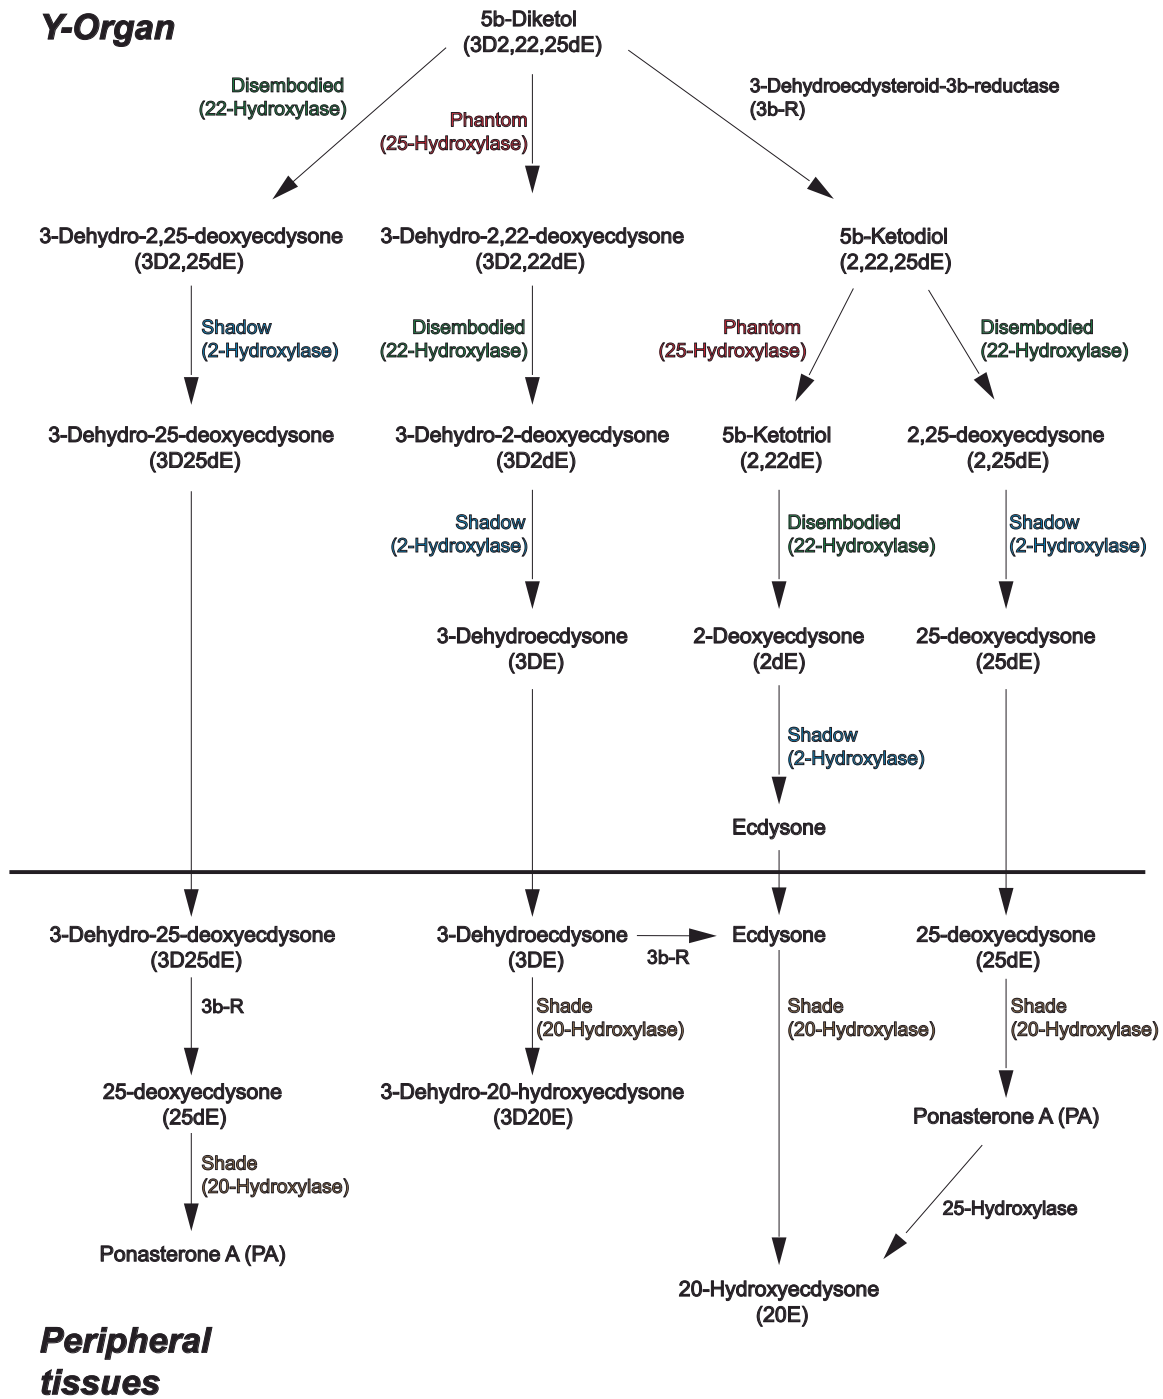 Y-Organ
5b-Diketol
(3D2,22,25dE)
Disembodied
(22-Hydroxylase)
Phantom
(25-Hydroxylase)
3-Dehydroecdysteroid-3b-reductase
(3b-R)
3-Dehydro-2,25-deoxyecdysone
(3D2,25dE)
3-Dehydro-2,22-deoxyecdysone
(3D2,22dE)
5b-Ketodiol
(2,22,25dE)
Shadow
(2-Hydroxylase)
Disembodied
(22-Hydroxylase)
Phantom
(25-Hydroxylase)
Disembodied
(22-Hydroxylase)
3-Dehydro-25-deoxyecdysone
(3D25dE)
3-Dehydro-2-deoxyecdysone
(3D2dE)
5b-Ketotriol
(2,22dE)
2,25-deoxyecdysone
(2,25dE)
Shadow
(2-Hydroxylase)
Disembodied
(22-Hydroxylase)
Shadow
(2-Hydroxylase)
3-Dehydroecdysone
(3DE)
2-Deoxyecdysone
(2dE)
25-deoxyecdysone
(25dE)
Shadow
(2-Hydroxylase)
Ecdysone
3-Dehydro-25-deoxyecdysone
(3D25dE)
3-Dehydroecdysone
(3DE)
3b-R
Ecdysone
25-deoxyecdysone
(25dE)
3b-R
Shade
(20-Hydroxylase)
Shade
(20-Hydroxylase)
Shade
(20-Hydroxylase)
25-deoxyecdysone
(25dE)
3-Dehydro-20-hydroxyecdysone
(3D20E)
Ponasterone A (PA)
Shade
(20-Hydroxylase)
25-Hydroxylase
Ponasterone A (PA)
20-Hydroxyecdysone
(20E)
Peripheral
tissues